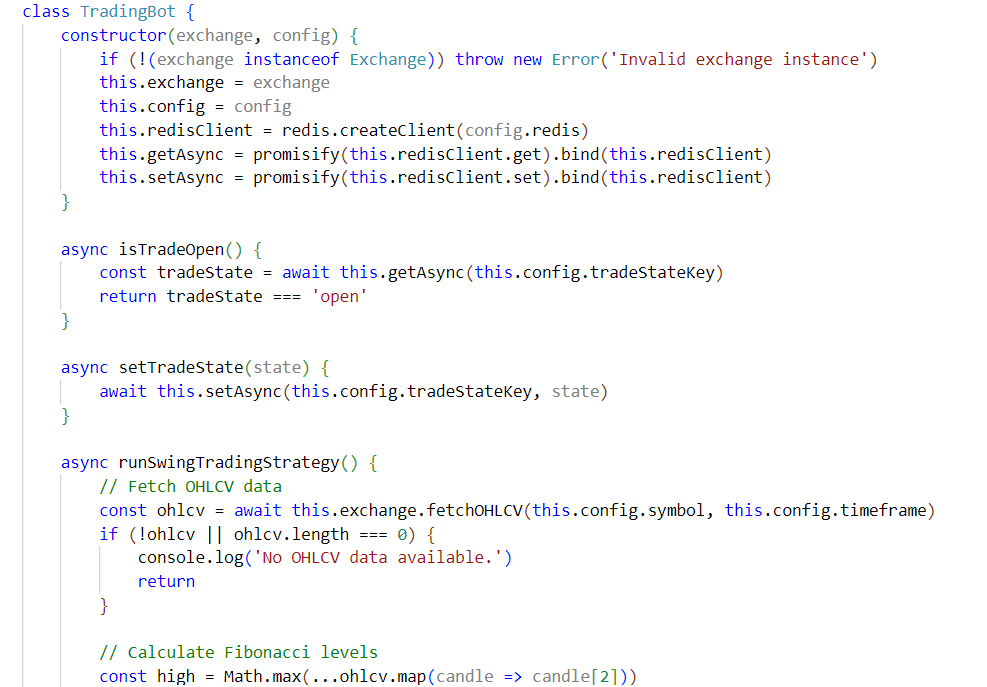 class TradingBot {
    constructor(exchange, config) {
        if (!(exchange instanceof Exchange)) throw new Error('Invalid exchange instance')
        this.exchange = exchange
        this.config = config
        this.redisClient = redis.createClient(config.redis)
        this.getAsync = promisify(this.redisClient.get).bind(this.redisClient)
        this.setAsync = promisify(this.redisClient.set).bind(this.redisClient)
    }

    async isTradeOpen() {
        const tradeState = await this.getAsync(this.config.tradeStateKey)
        return tradeState === 'open'
    }

    async setTradeState(state) {
        await this.setAsync(this.config.tradeStateKey, state)
    }

    async runSwingTradingStrategy() {
        // Fetch OHLCV data
        const ohlcv = await this.exchange.fetchOHLCV(this.config.symbol, this.config.timeframe)
        if (!ohlcv || ohlcv.length === 0) {
            console.log('No OHLCV data available.')
            return
        }

        // Calculate Fibonacci levels
        const high = Math.max(...ohlcv.map(candle => candle[2]))